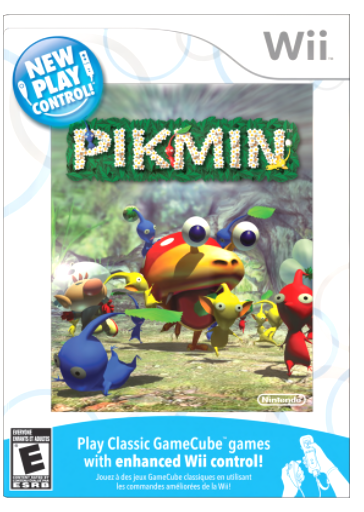 Wii
NEW
PLAY
CONTROL!
PIKMIN
Nintendo
EVERYONE
ENFANTS ET ADULTES
E
ESRB
Play Classic GameCube™ games
with enhanced Wii control!
Jouez à des jeux GameCube classiques en utilisant
les commandes améliorées de la Wii!